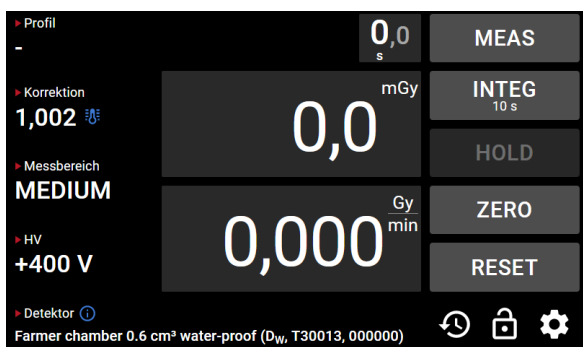 Profil
-
0,0
s
MEAS
Korrektion
1,002
mGy
0,0
INTEG
10 s
HOLD
Messbereich
MEDIUM
Gy
min
0,000
ZERO
HV
+400 V
RESET
Detektor
Farmer chamber 0.6 cm³ water-proof (D_W, T30013, 000000)